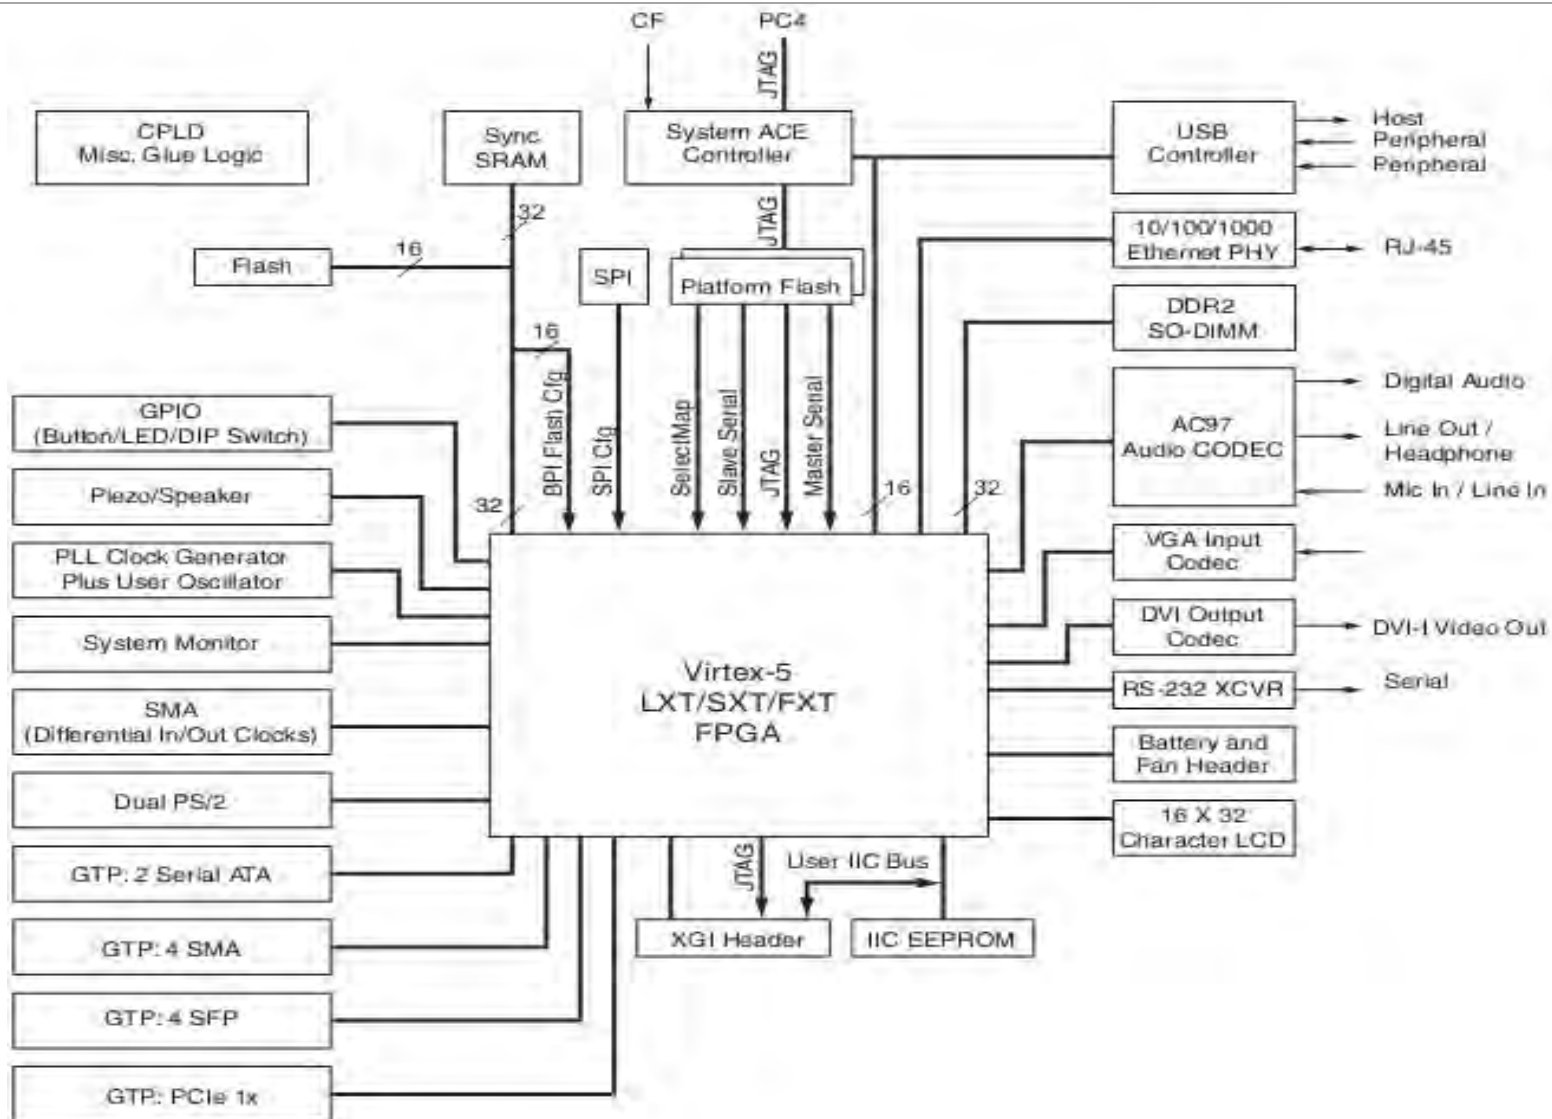 CF
PC4
JTAG
CPLD
Misc. Glue Logic
Sync
SRAM
System ACE
Controller
USB
Controller
Host
Peripheral
Peripheral
32
JTAG
10/100/1000
Ethernet PHY
RJ-45
Flash
16
SPI
Platform Flash
DDR2
SO-DIMM
16
GPIO
(Button/LED/DIP Switch)
BPI Flash Cfg
SPI Cfg
SelectMap
Slave Serial
JTAG
Master Serial
AC97
Audio CODEC
Digital Audio
Line Out /
Headphone
Mic In / Line In
Piezo/Speaker
32
16
32
PLL Clock Generator
Plus User Oscillator
VGA Input
Codec
System Monitor
DVI Output
Codec
DVI-I Video Out
Virtex-5
LXT/SXT/FXT
FPGA
RS-232 XCVR
Serial
SMA
(Differential In/Out Clocks)
Battery and
Fan Header
Dual PS/2
16 X 32
Character LCD
GTP: 2 Serial ATA
JTAG
User IIC Bus
GTP: 4 SMA
XGI Header
IIC EEPROM
GTP: 4 SFP
GTP: PCIe 1x